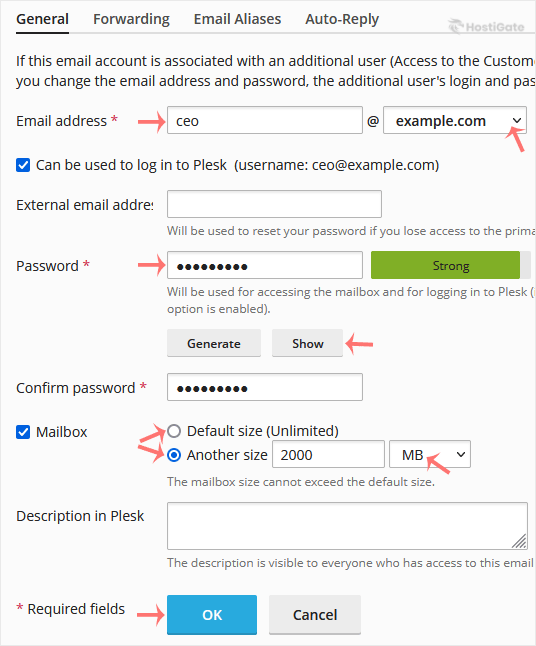 General Forwarding Email Aliases Auto-Reply
HostiGate
If this email account is associated with an additional user (Access to the Custome
you change the email address and password, the additional user's login and pas
Email address * ceo @ example.com
Can be used to log in to Plesk (username: ceo@example.com)
External email addres
Will be used to reset your password if you lose access to the prima
Password * ●●●●●●●●● Strong
Will be used for accessing the mailbox and for logging in to Plesk (
option is enabled).
Generate Show
Confirm password * ●●●●●●●●●
Mailbox Default size (Unlimited)
Another size 2000 MB
The mailbox size cannot exceed the default size.
Description in Plesk
The description is visible to everyone who has access to this email
* Required fields OK Cancel